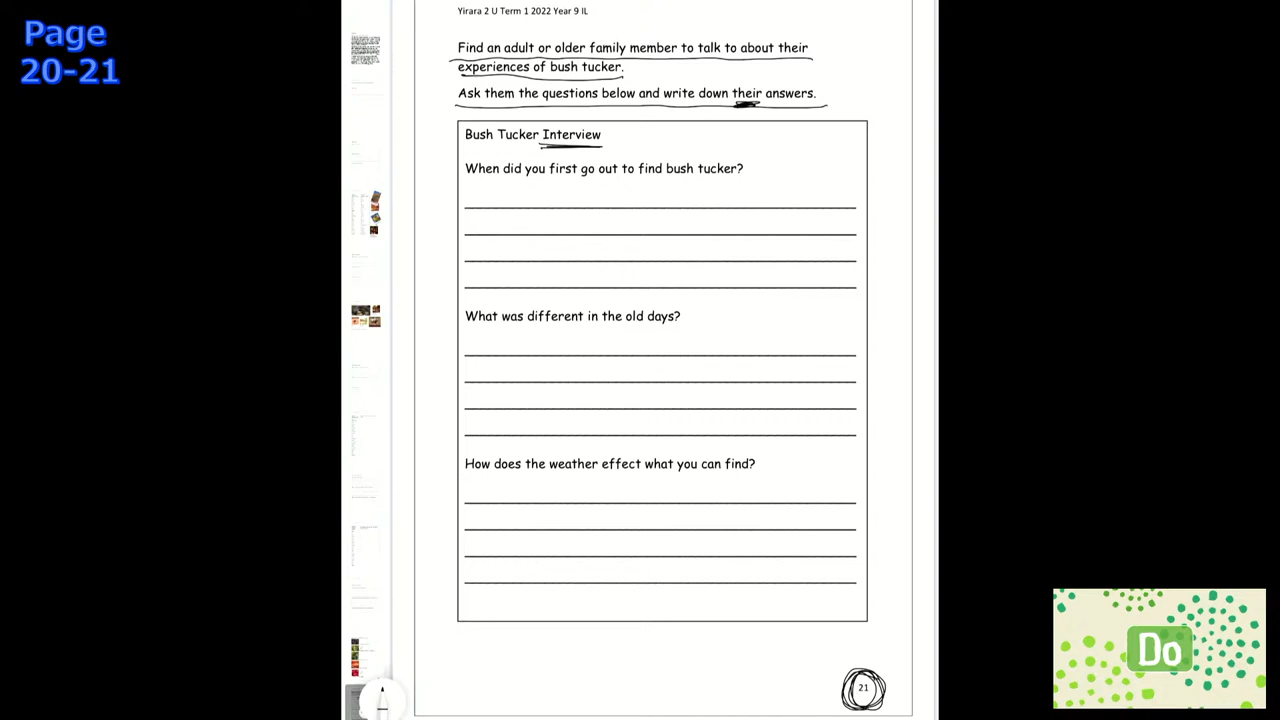 Page
20-21
Yirara 2 U Term 1 2022 Year 9 IL
Find an adult or older family member to talk to about their
experiences of bush tucker.
Ask them the questions below and write down their answers.
Bush Tucker Interview
When did you first go out to find bush tucker?
What was different in the old days?
How does the weather effect what you can find?
21
Do